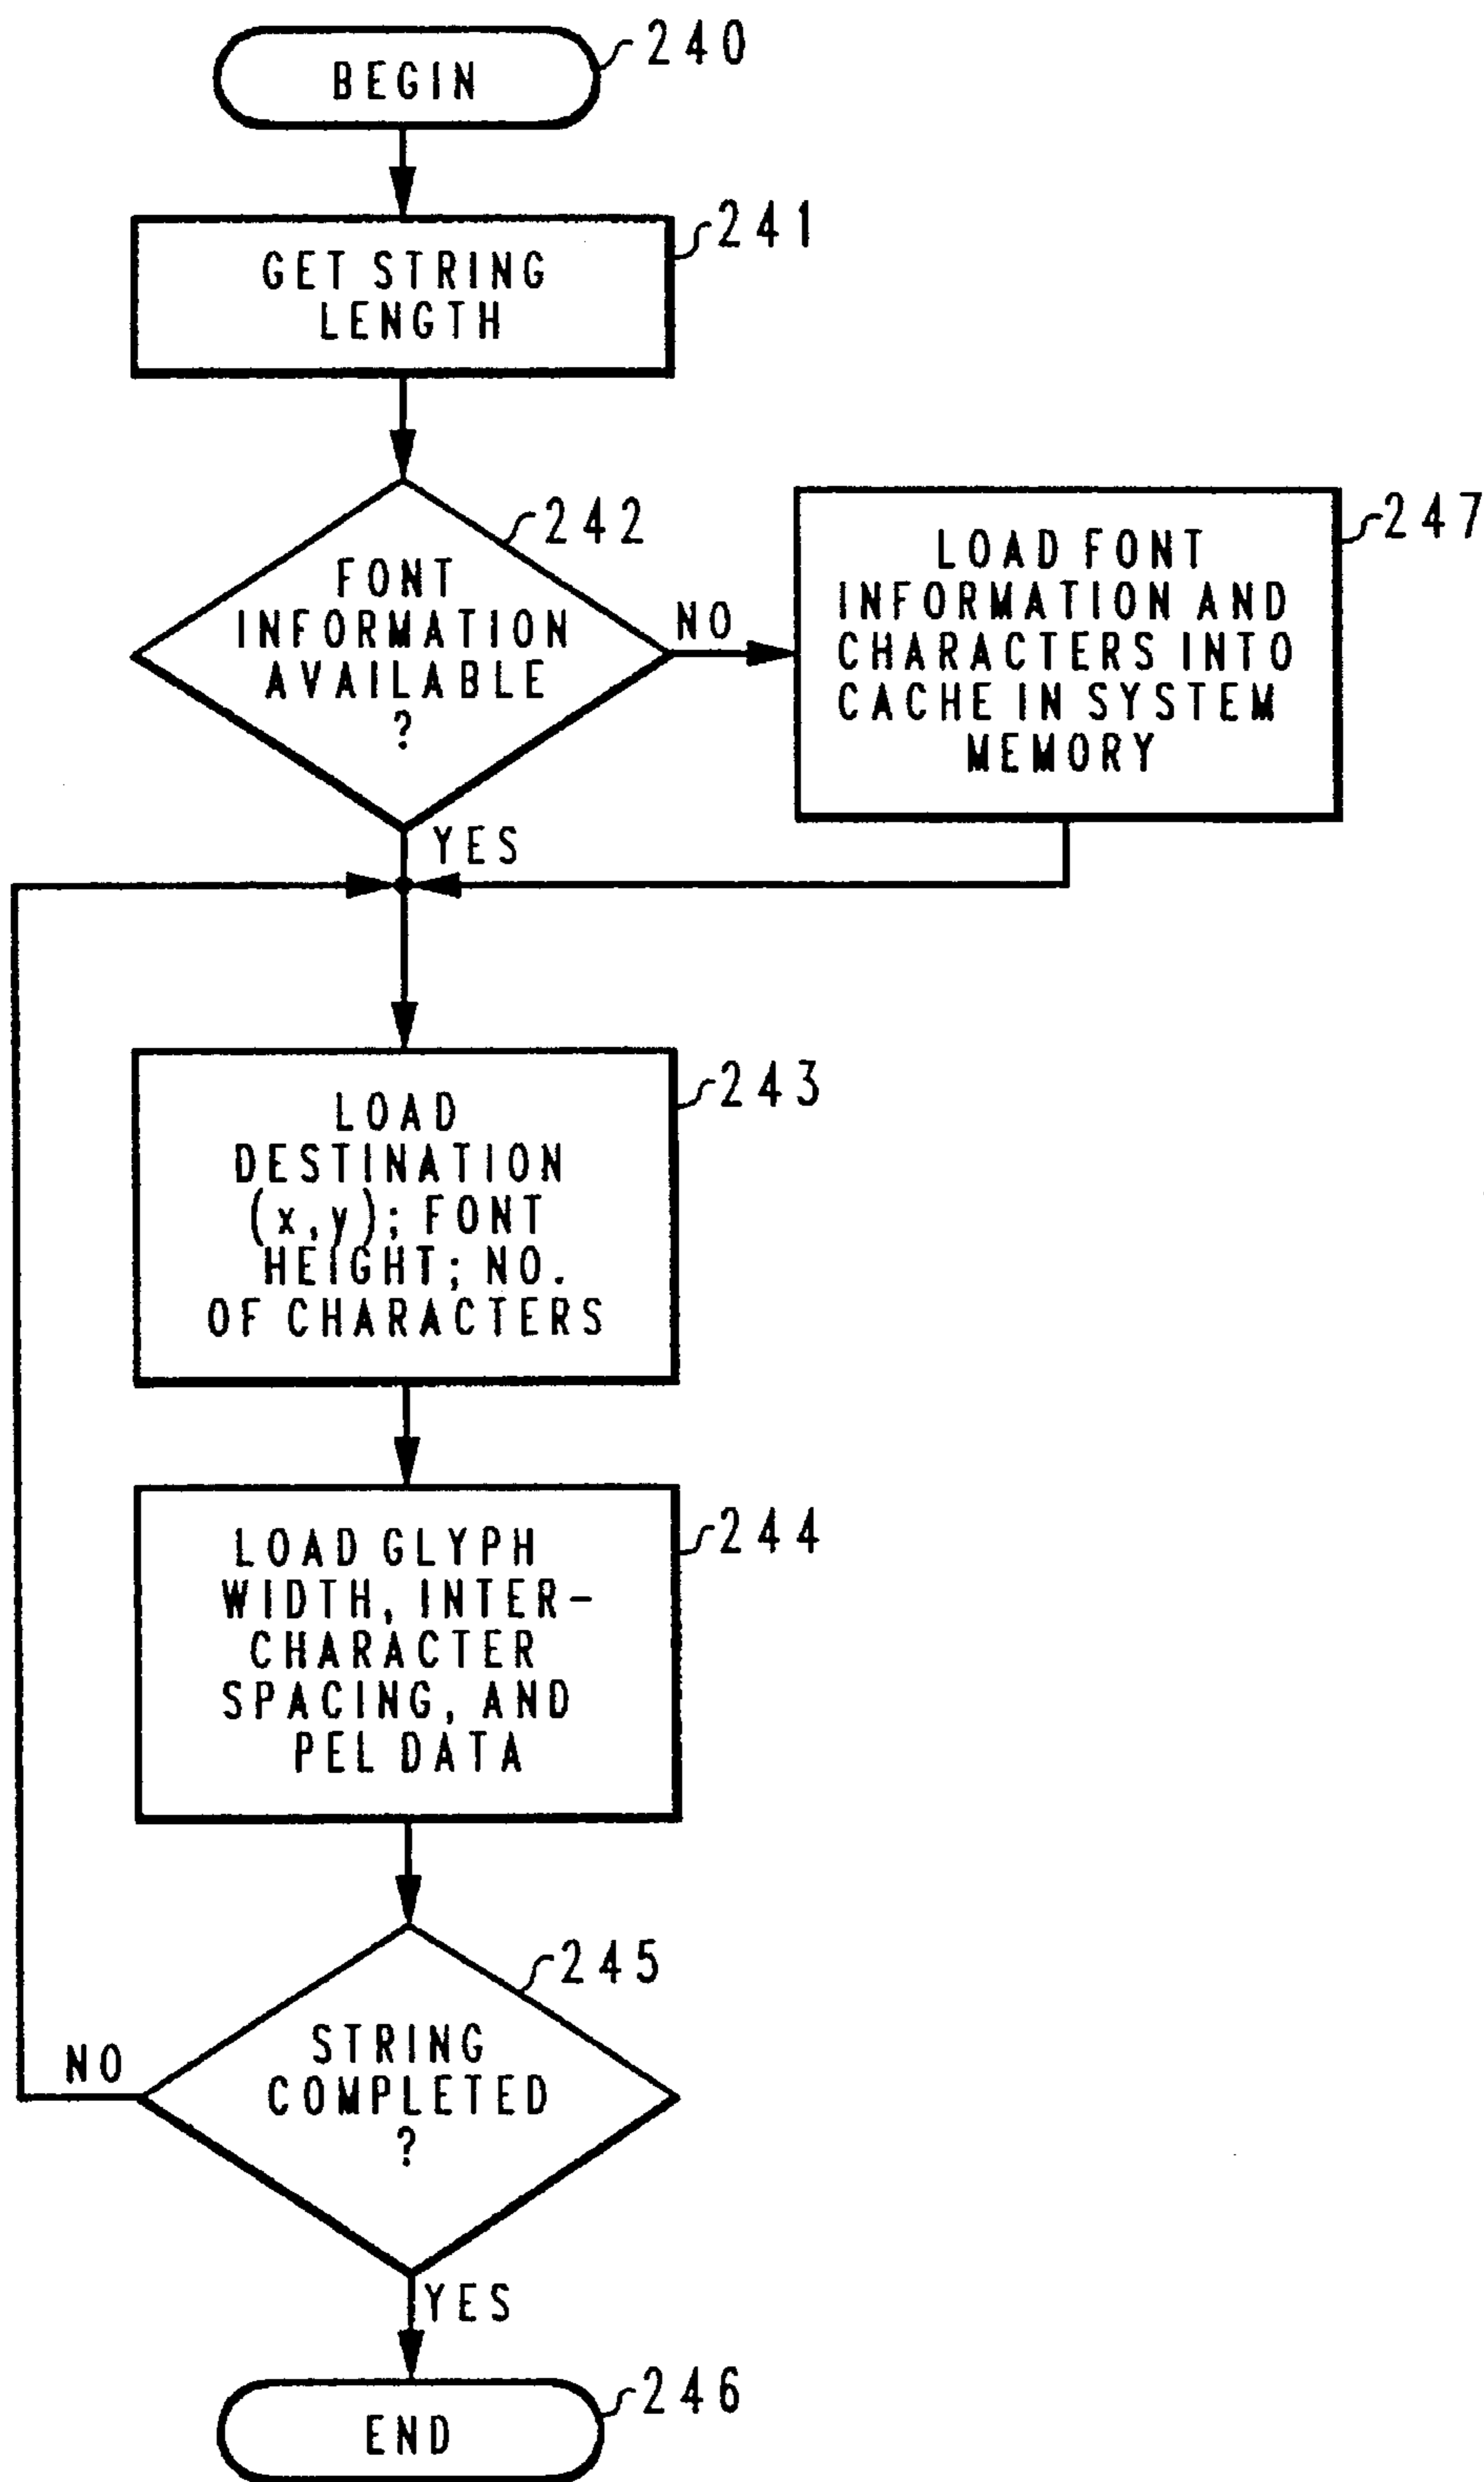 BEGIN
240
GET STRING
LENGTH
241
242
FONT
INFORMATION
AVAILABLE
?
NO
YES
LOAD FONT
INFORMATION AND
CHARACTERS INTO
CACHE IN SYSTEM
MEMORY
247
LOAD
DESTINATION
(x,y); FONT
HEIGHT; NO.
OF CHARACTERS
243
LOAD GLYPH
WIDTH, INTER-
CHARACTER
SPACING, AND
PEL DATA
244
245
STRING
COMPLETED
?
NO
YES
END
246